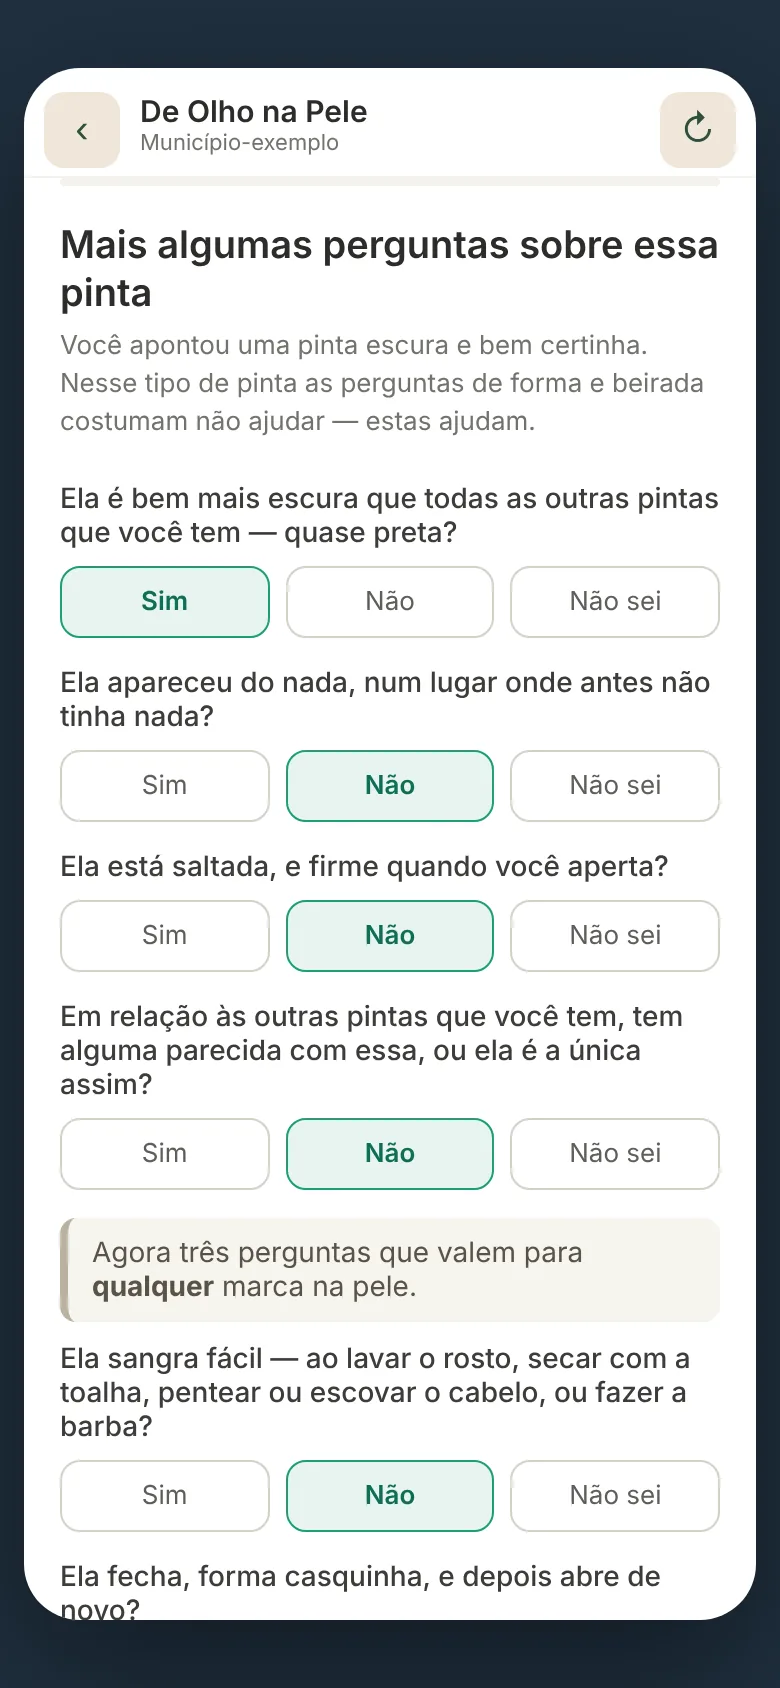 ‹
De Olho na Pele
Município-exemplo
Mais algumas perguntas sobre essa
pinta
Você apontou uma pinta escura e bem certinha.
Nesse tipo de pinta as perguntas de forma e beirada
costumam não ajudar — estas ajudam.
Ela é bem mais escura que todas as outras pintas
que você tem — quase preta?
Sim Não Não sei
Ela apareceu do nada, num lugar onde antes não
tinha nada?
Sim Não Não sei
Ela está saltada, e firme quando você aperta?
Sim Não Não sei
Em relação às outras pintas que você tem, tem
alguma parecida com essa, ou ela é a única
assim?
Sim Não Não sei
Agora três perguntas que valem para
qualquer marca na pele.
Ela sangra fácil — ao lavar o rosto, secar com a
toalha, pentear ou escovar o cabelo, ou fazer a
barba?
Sim Não Não sei
Ela fecha, forma casquinha, e depois abre de
novo?